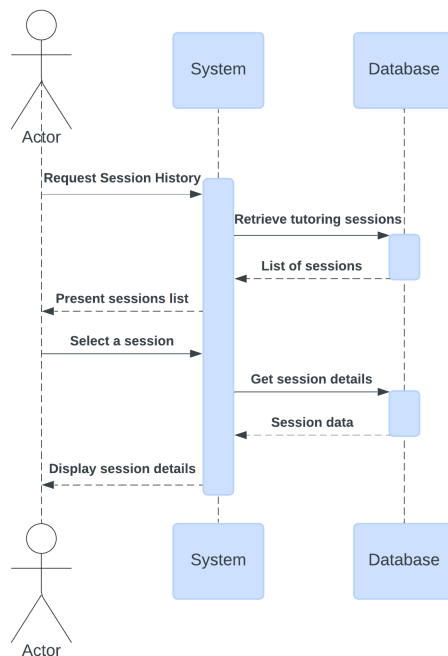 System
Database
Actor
Request Session History
Retrieve tutoring sessions
List of sessions
Present sessions list
Select a session
Get session details
Session data
Display session details
System
Database
Actor